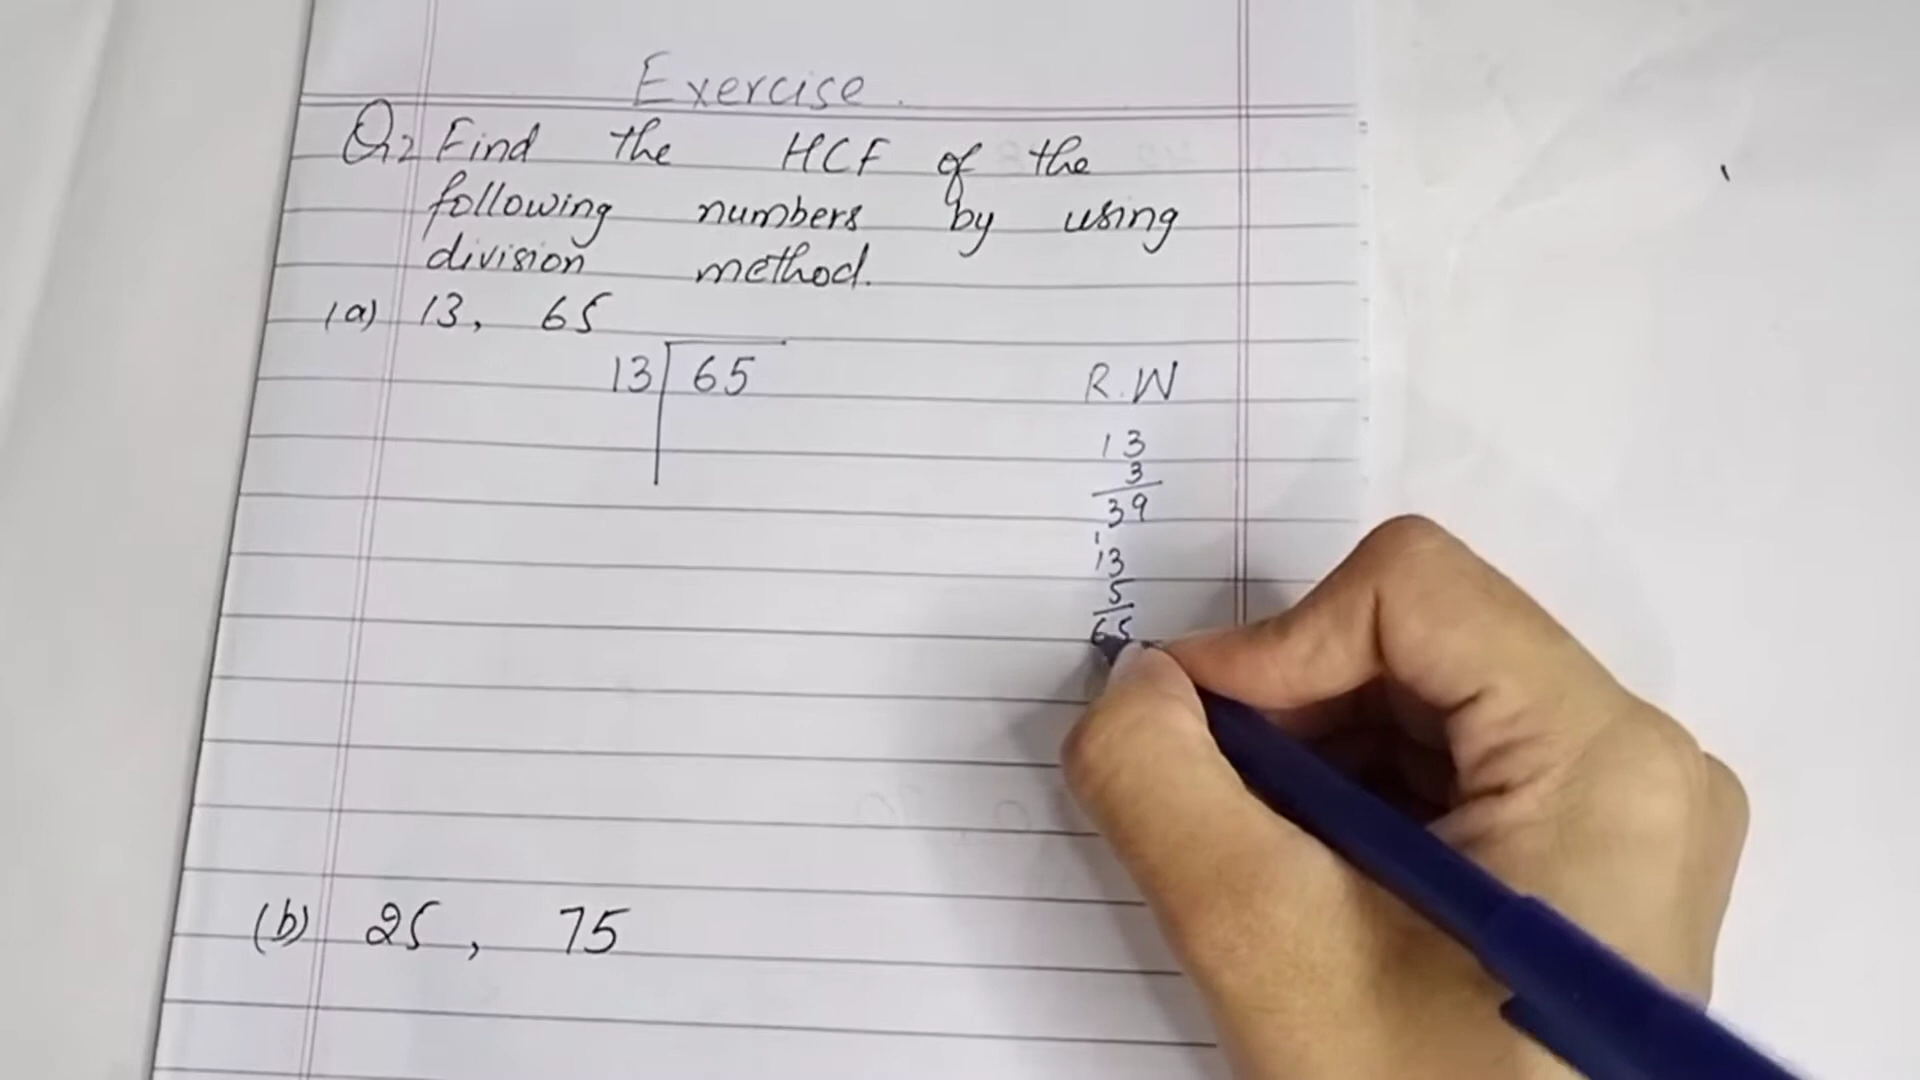 Exercise.
Q2 Find the HCF of the
following numbers by using
division method.
(a) 13, 65
13 65
R.W
13
3
39
1
13
5
65
(b) 25, 75